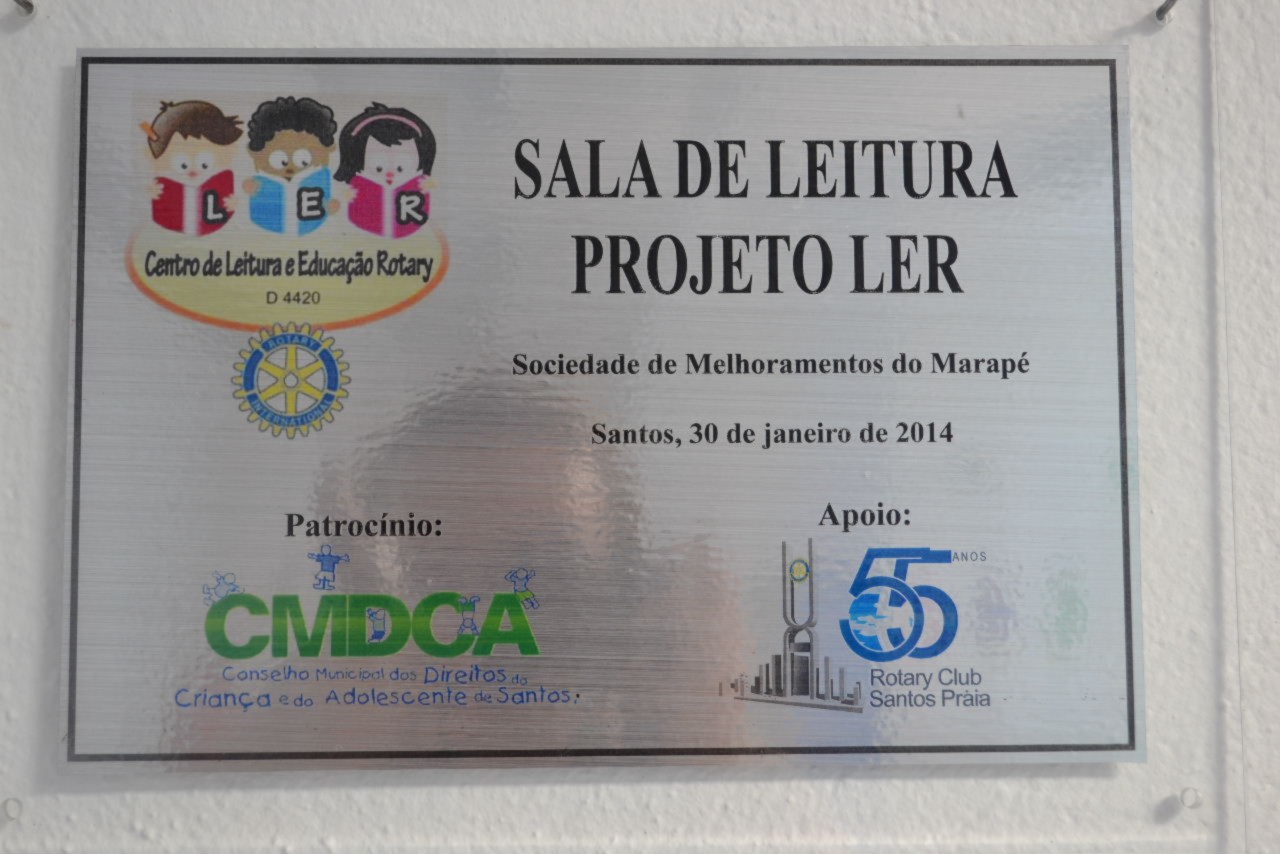 L E R
Centro de Leitura e Educação Rotary
D 4420
ROTARY
INTERNATIONAL
SALA DE LEITURA
PROJETO LER
Sociedade de Melhoramentos do Marapé
Santos, 30 de janeiro de 2014
Patrocínio:
CMDCA
Conselho Municipal dos Direitos da
Criança e do Adolescente de Santos
Apoio:
55 ANOS
Rotary Club
Santos Praia